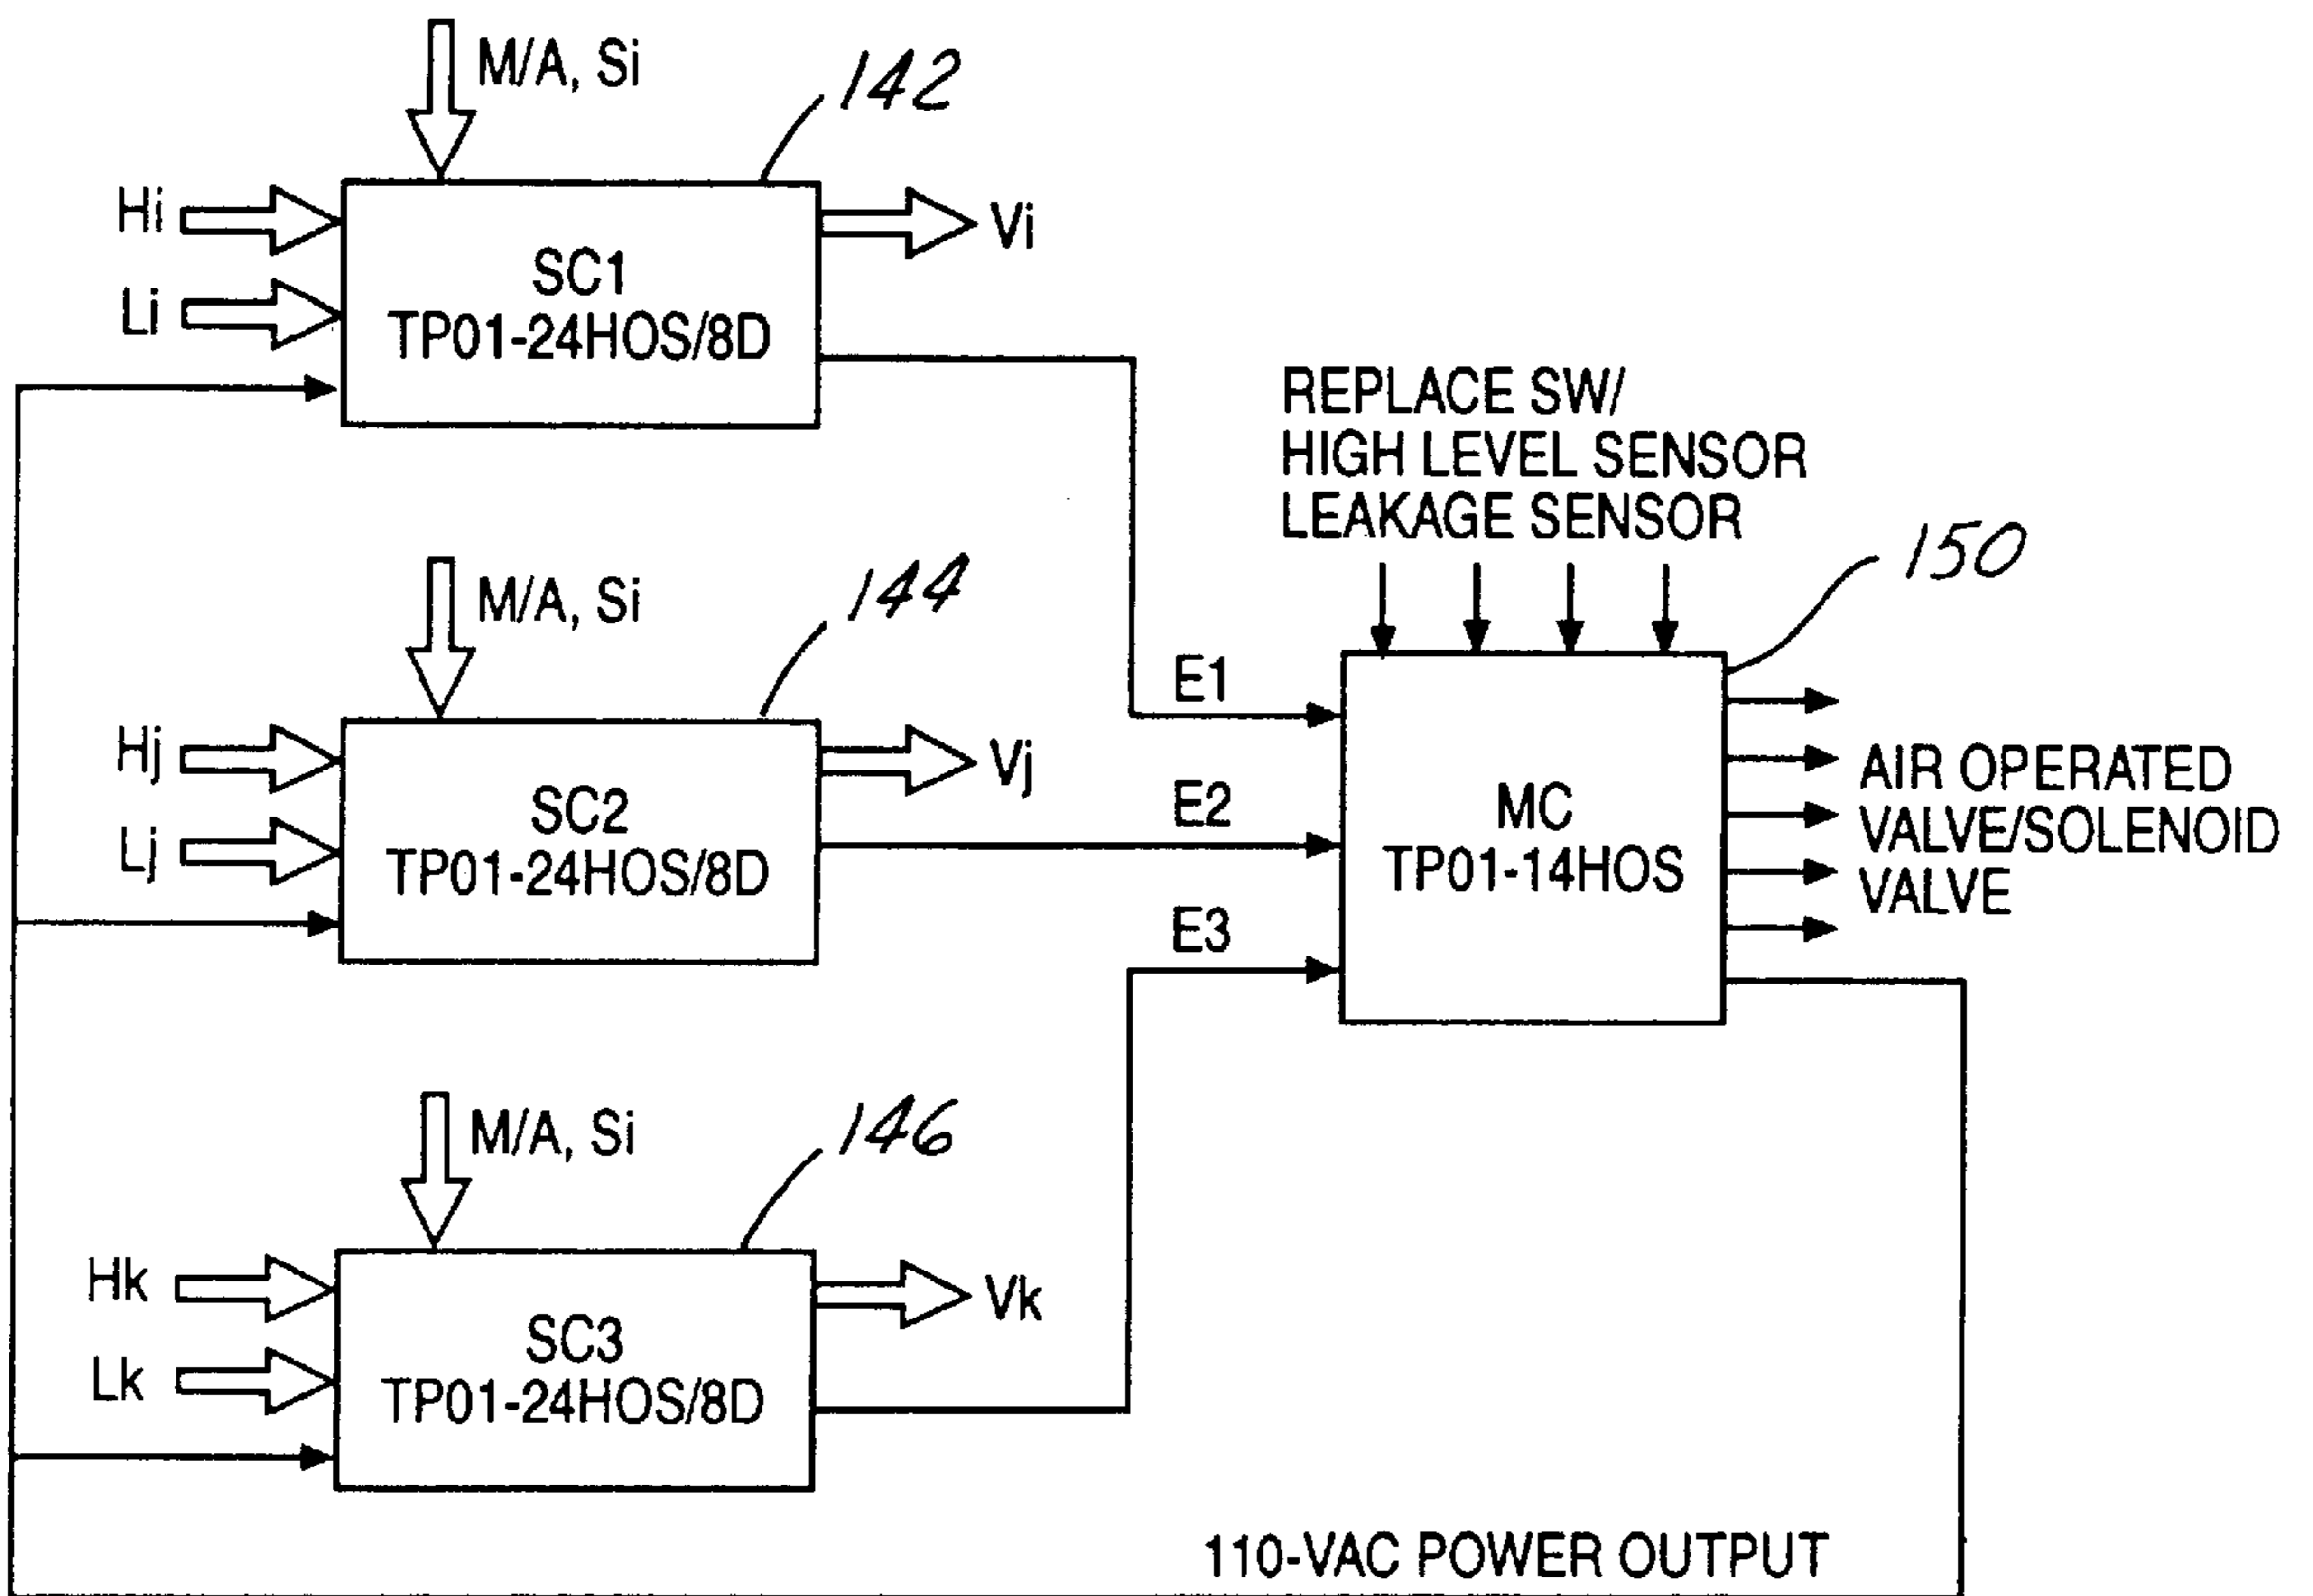 M/A, Si
142
Hi
Li
SC1
TP01-24HOS/8D
Vi
REPLACE SW/
HIGH LEVEL SENSOR
LEAKAGE SENSOR
150
M/A, Si
144
Hj
Lj
SC2
TP01-24HOS/8D
Vj
E1
E2
E3
MC
TP01-14HOS
AIR OPERATED
VALVE/SOLENOID
VALVE
M/A, Si
146
Hk
Lk
SC3
TP01-24HOS/8D
Vk
110-VAC POWER OUTPUT